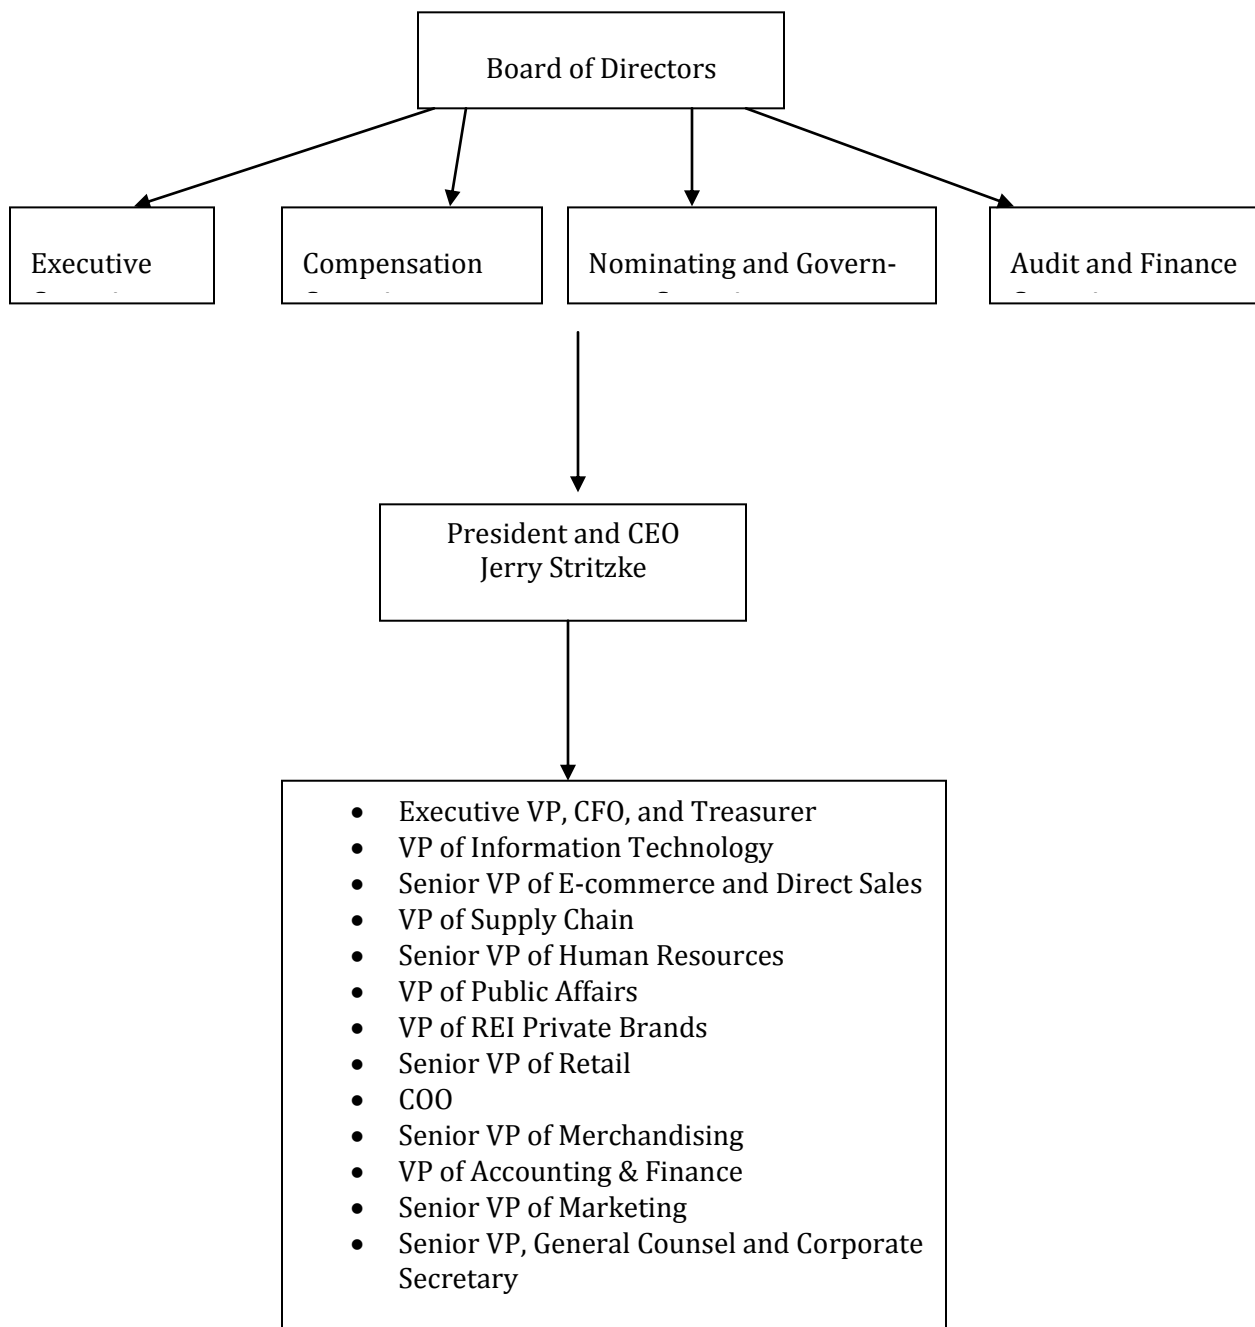 Board of Directors
Executive
Compensation
Nominating and Govern-
Audit and Finance
President and CEO
Jerry Stritzke
• Executive VP, CFO, and Treasurer
• VP of Information Technology
• Senior VP of E-commerce and Direct Sales
• VP of Supply Chain
• Senior VP of Human Resources
• VP of Public Affairs
• VP of REI Private Brands
• Senior VP of Retail
• COO
• Senior VP of Merchandising
• VP of Accounting & Finance
• Senior VP of Marketing
• Senior VP, General Counsel and Corporate
Secretary